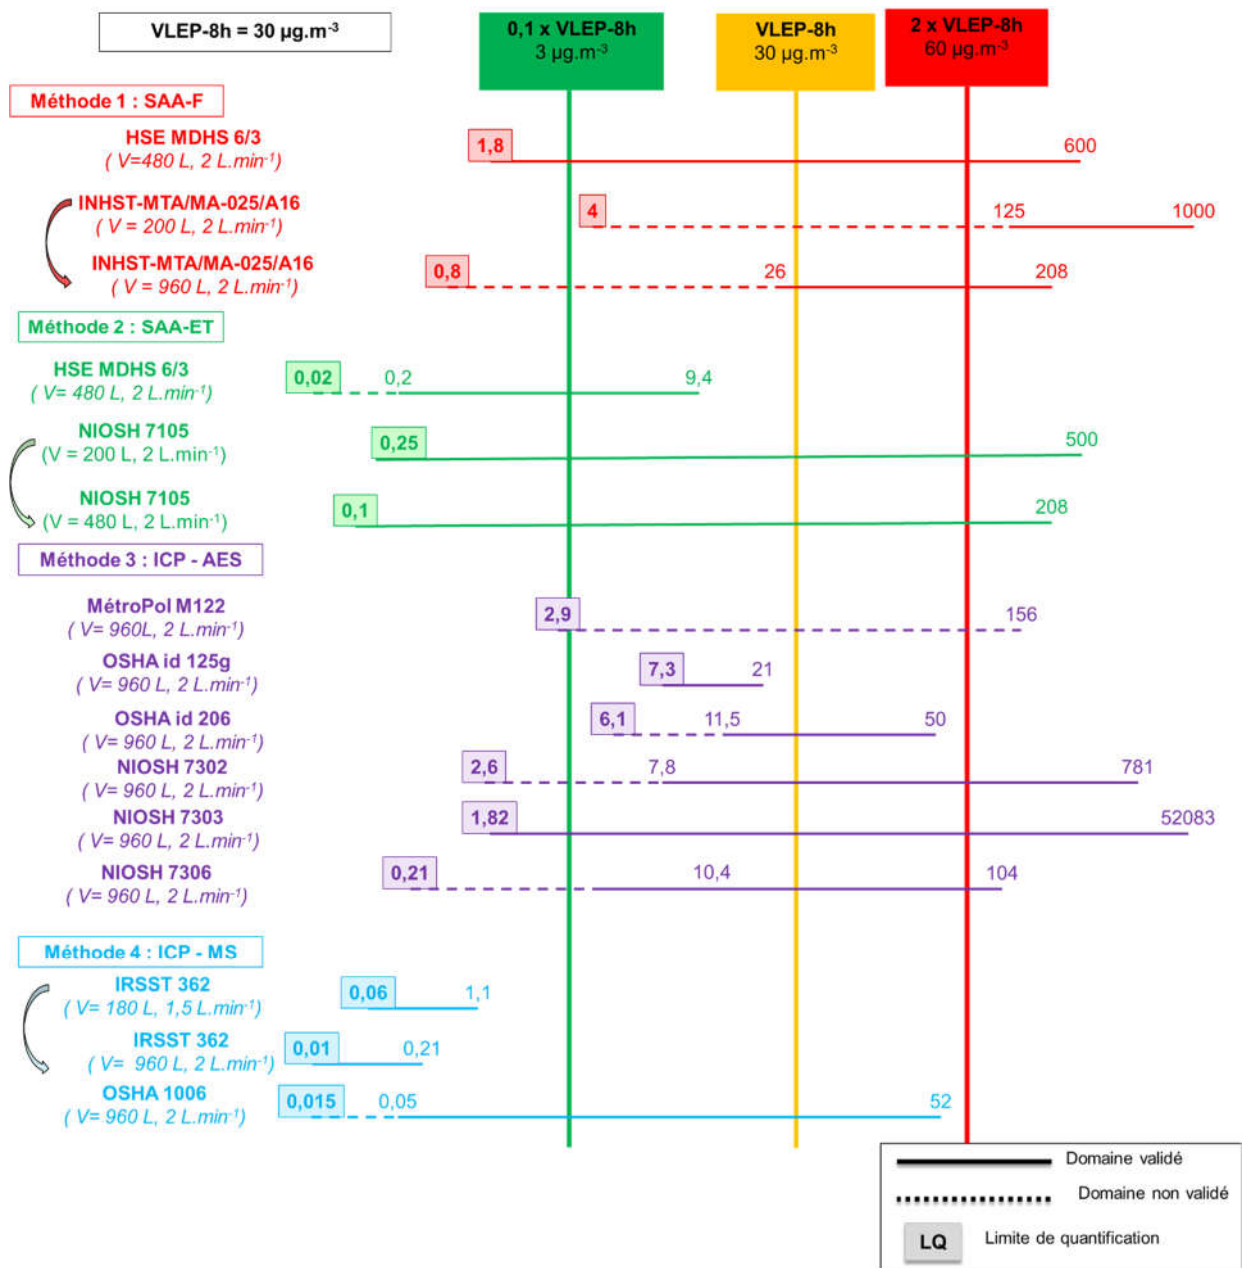 VLEP-8h = 30 µg.m⁻³
0,1 x VLEP-8h
3 µg.m⁻³
VLEP-8h
30 µg.m⁻³
2 x VLEP-8h
60 µg.m⁻³
Méthode 1 : SAA-F
HSE MDHS 6/3
( V=480 L, 2 L.min⁻¹)
1,8
600
INHST-MTA/MA-025/A16
( V = 200 L, 2 L.min⁻¹)
4
125
1000
INHST-MTA/MA-025/A16
( V = 960 L, 2 L.min⁻¹)
0,8
26
208
Méthode 2 : SAA-ET
HSE MDHS 6/3
( V= 480 L, 2 L.min⁻¹)
0,02
0,2
9,4
NIOSH 7105
(V = 200 L, 2 L.min⁻¹)
0,25
500
NIOSH 7105
(V = 480 L, 2 L.min⁻¹)
0,1
208
Méthode 3 : ICP - AES
MétroPol M122
( V= 960L, 2 L.min⁻¹)
2,9
156
OSHA id 125g
( V= 960 L, 2 L.min⁻¹)
7,3
21
OSHA id 206
( V= 960 L, 2 L.min⁻¹)
6,1
11,5
50
NIOSH 7302
( V= 960 L, 2 L.min⁻¹)
2,6
7,8
781
NIOSH 7303
( V= 960 L, 2 L.min⁻¹)
1,82
52083
NIOSH 7306
( V= 960 L, 2 L.min⁻¹)
0,21
10,4
104
Méthode 4 : ICP - MS
IRSST 362
( V= 180 L, 1,5 L.min⁻¹)
0,06
1,1
IRSST 362
( V= 960 L, 2 L.min⁻¹)
0,01
0,21
OSHA 1006
( V= 960 L, 2 L.min⁻¹)
0,015
0,05
52
Domaine validé
Domaine non validé
LQ
Limite de quantification